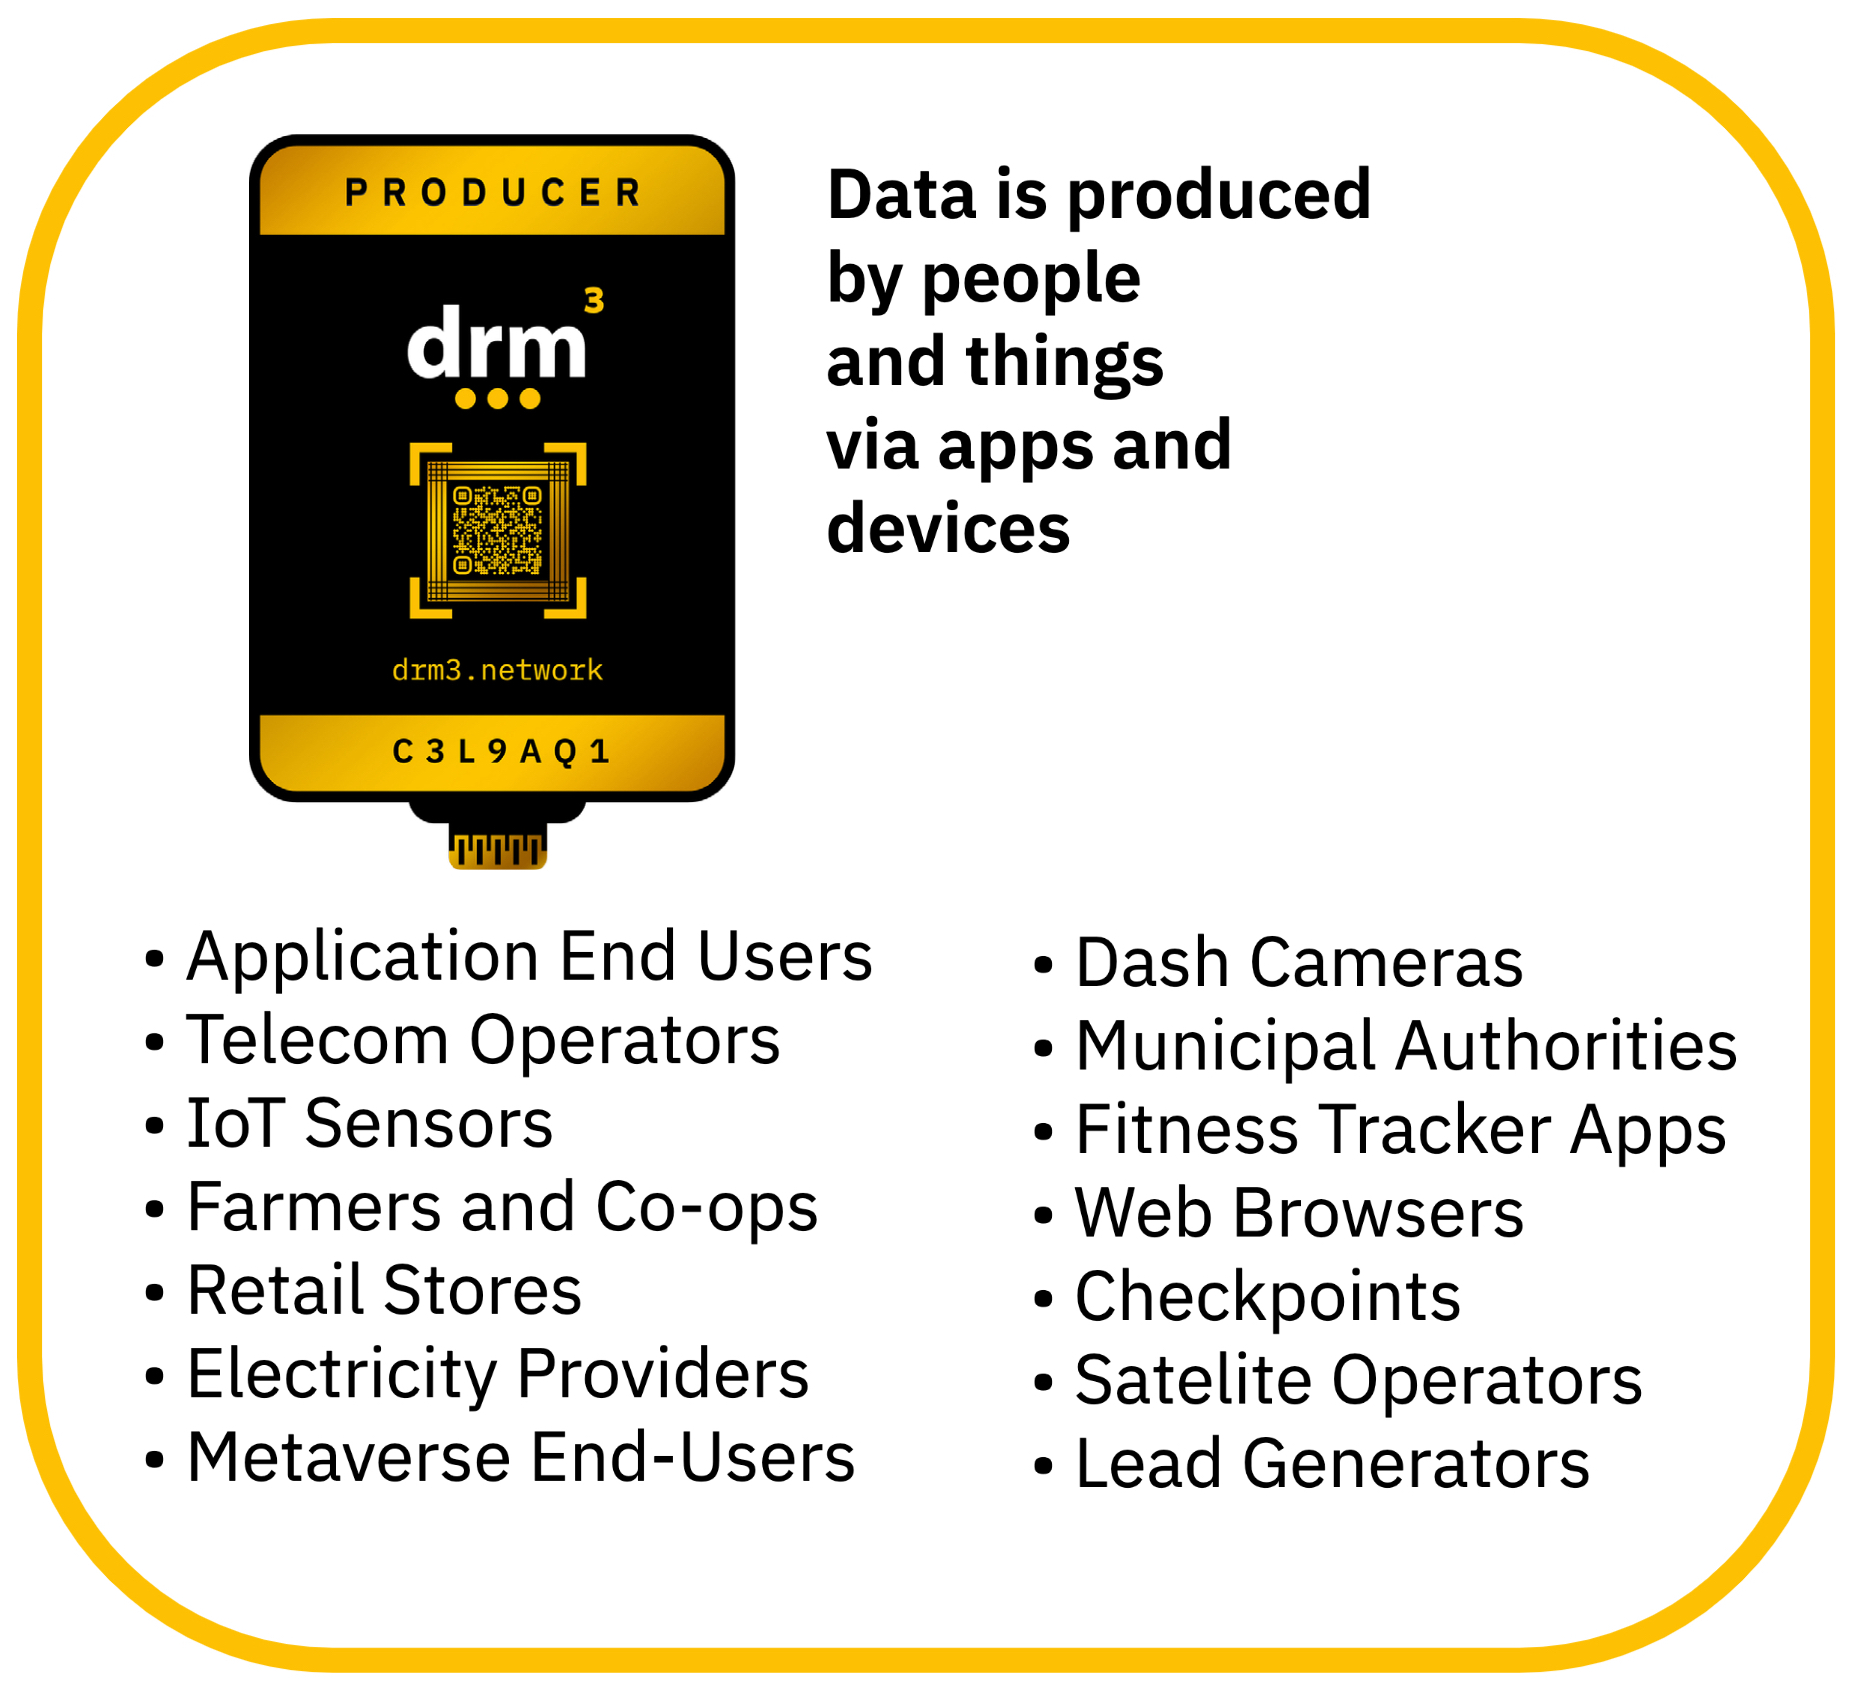 PRODUCER
drm³
drm3.network
C3L9AQ1
Data is produced
by people
and things
via apps and
devices
• Application End Users
• Telecom Operators
• IoT Sensors
• Farmers and Co-ops
• Retail Stores
• Electricity Providers
• Metaverse End-Users
• Dash Cameras
• Municipal Authorities
• Fitness Tracker Apps
• Web Browsers
• Checkpoints
• Satelite Operators
• Lead Generators